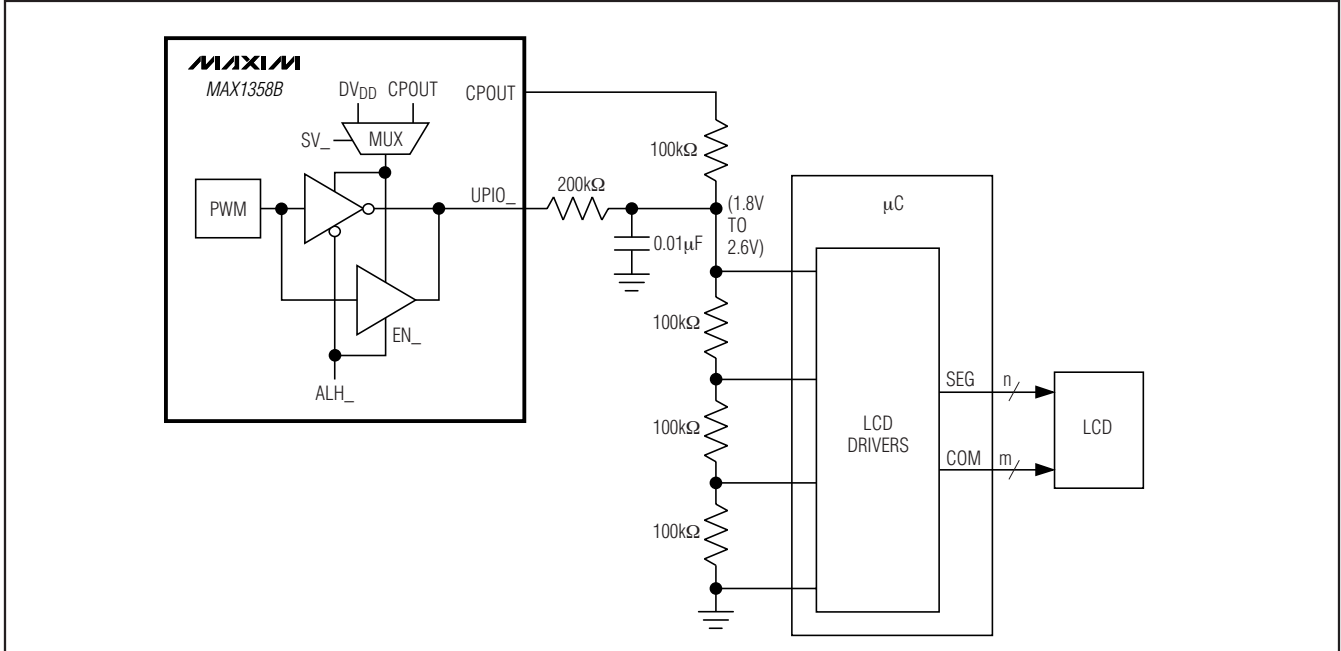 MAXIM
MAX1358B
DVDD CPOUT
CPOUT
SV_
MUX
100kΩ
PWM
UPIO_
200kΩ
(1.8V
TO
2.6V)
0.01µF
µC
EN_
ALH_
100kΩ
100kΩ
100kΩ
LCD
DRIVERS
SEG
n
COM
m
LCD